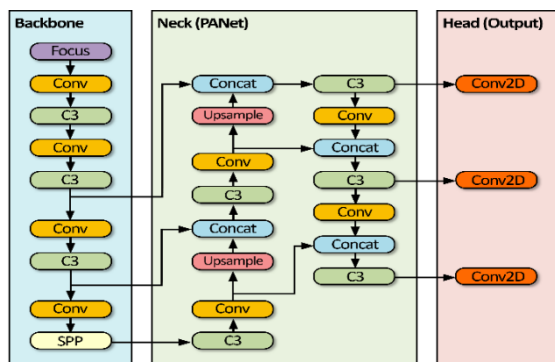 Backbone
Focus
Conv
C3
Conv
C3
Conv
C3
Conv
SPP
Neck (PANet)
Concat
Upsample
Conv
C3
Concat
Upsample
Conv
C3
C3
Conv
Concat
C3
Conv
Concat
C3
Head (Output)
Conv2D
Conv2D
Conv2D